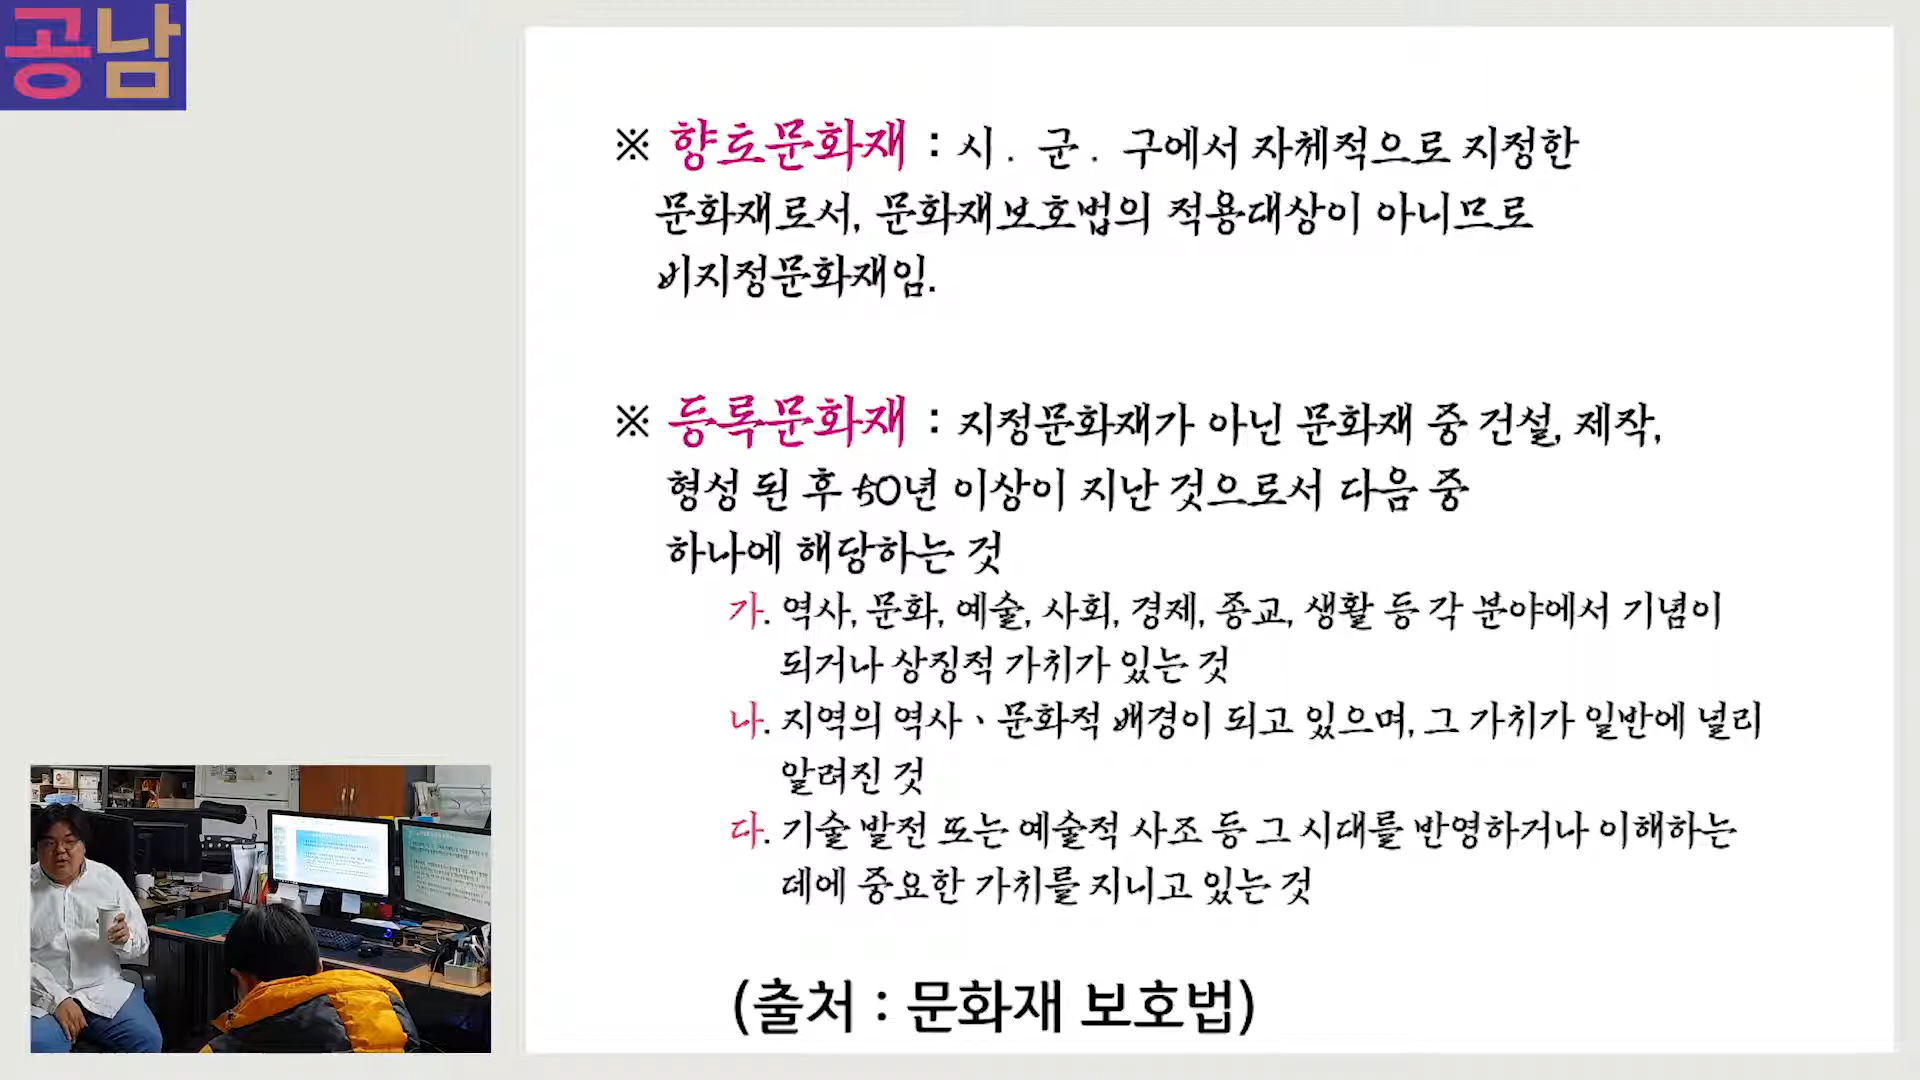 공남
※ 향토문화재 : 시. 군. 구에서 자체적으로 지정한
문화재로서, 문화재보호법의 적용대상이 아니므로
비지정문화재임.
※ 등록문화재 : 지정문화재가 아닌 문화재 중 건설, 제작,
형성 된 후 50년 이상이 지난 것으로서 다음 중
하나에 해당하는 것
가. 역사, 문화, 예술, 사회, 경제, 종교, 생활 등 각 분야에서 기념이
되거나 상징적 가치가 있는 것
나. 지역의 역사、문화적 배경이 되고 있으며, 그 가치가 일반에 널리
알려진 것
다. 기술 발전 또는 예술적 사조 등 그 시대를 반영하거나 이해하는
데에 중요한 가치를 지니고 있는 것
(출처 : 문화재 보호법)